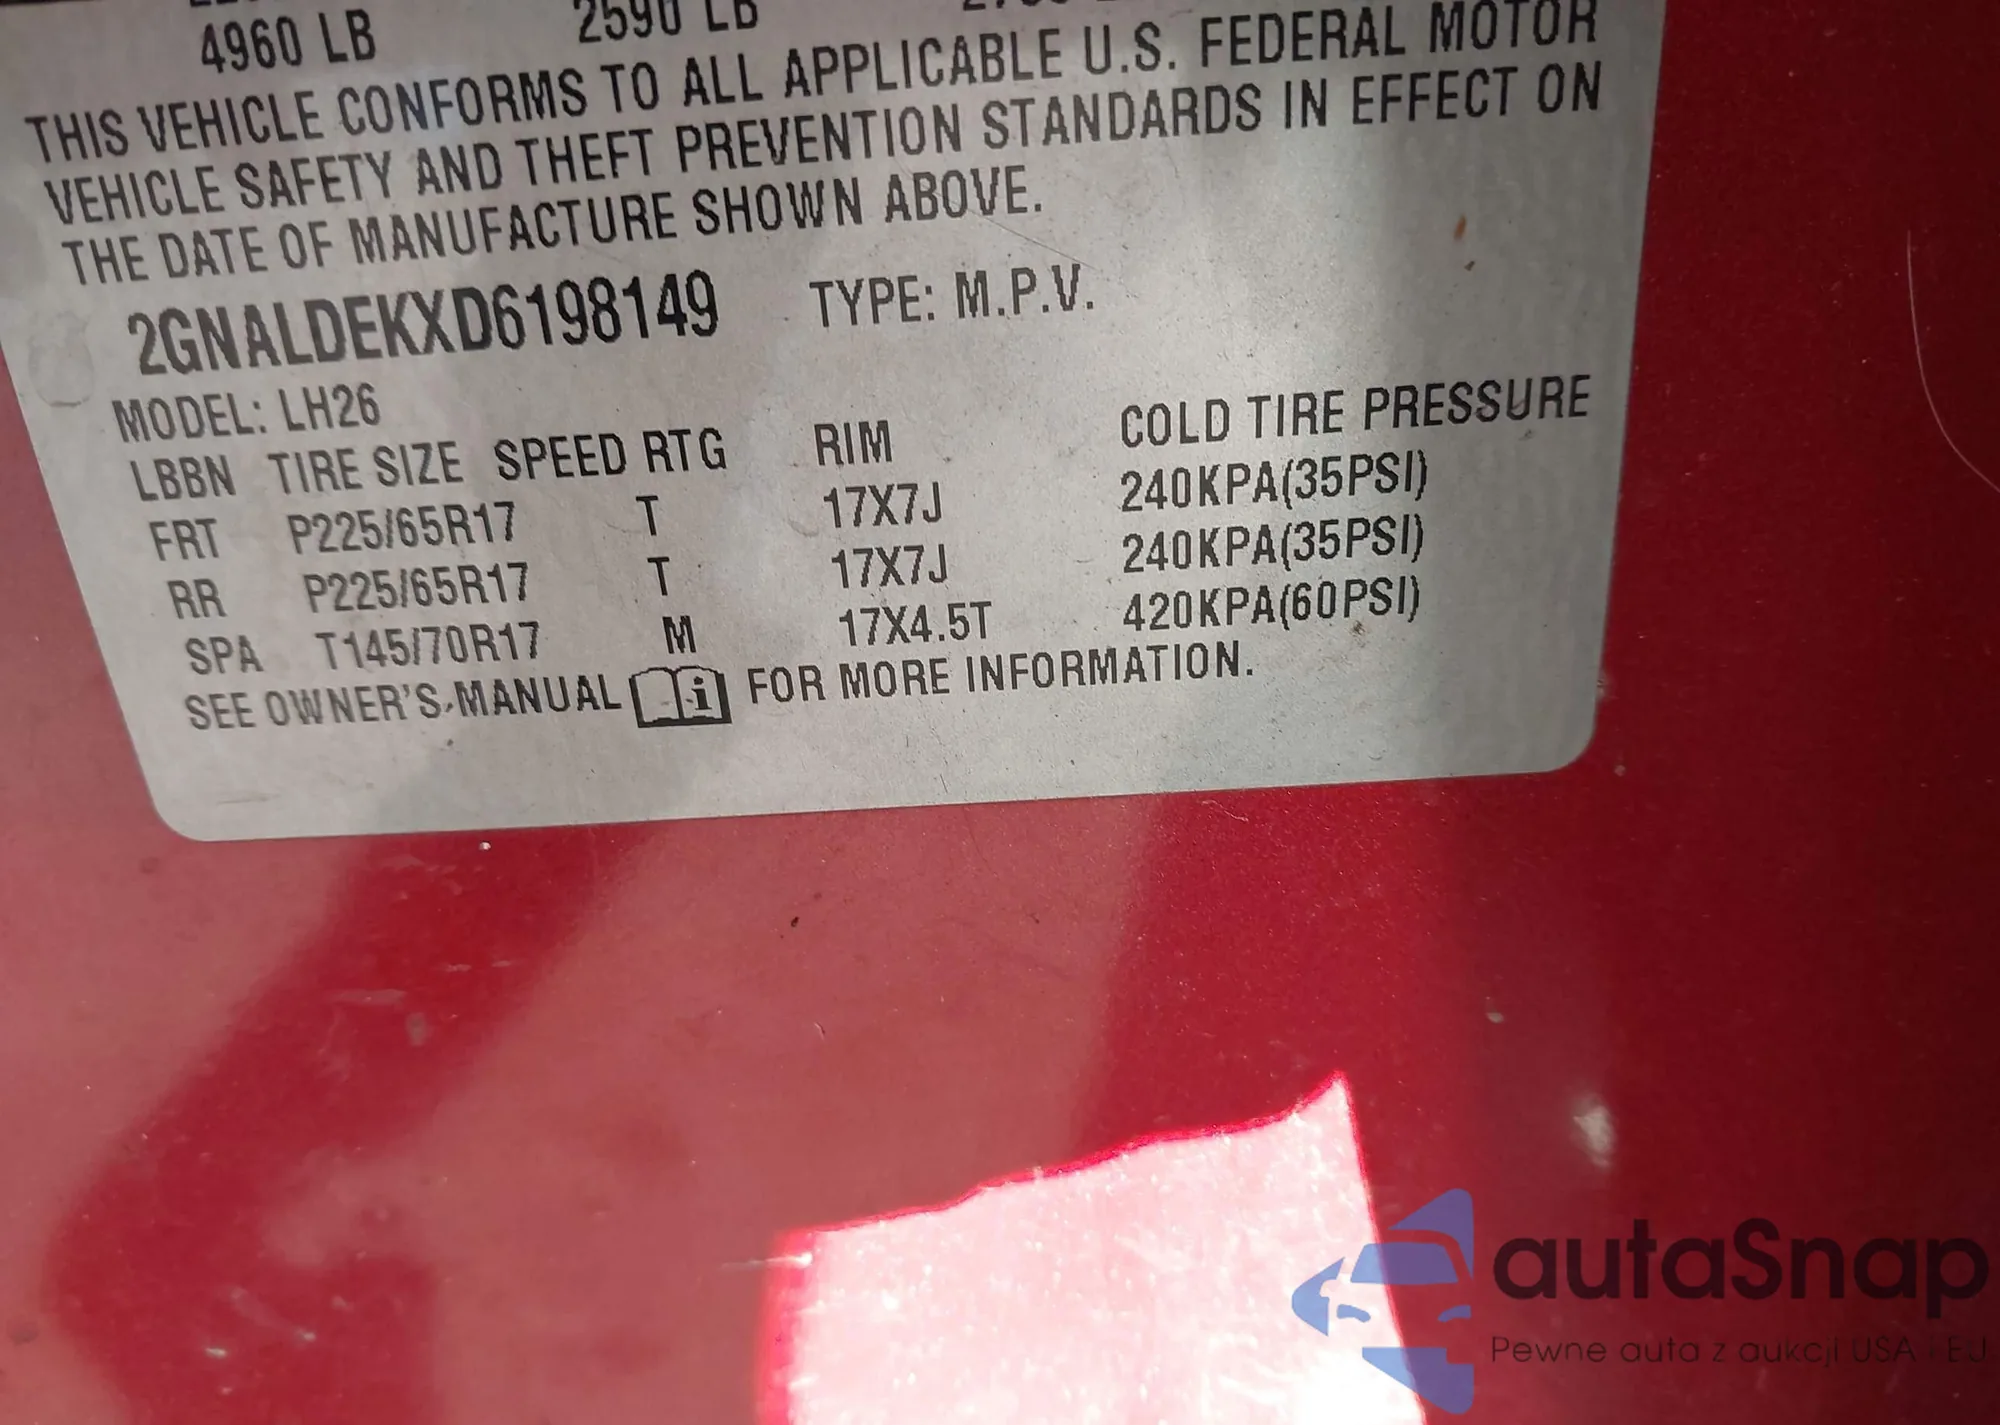 4960 LB 2590 LB
THIS VEHICLE CONFORMS TO ALL APPLICABLE U.S. FEDERAL MOTOR
VEHICLE SAFETY AND THEFT PREVENTION STANDARDS IN EFFECT ON
THE DATE OF MANUFACTURE SHOWN ABOVE.
2GNALDEKXD6198149 TYPE: M.P.V.
MODEL: LH26
LBBN TIRE SIZE SPEED RTG RIM COLD TIRE PRESSURE
FRT P225/65R17 T 17X7J 240KPA(35PSI)
RR P225/65R17 T 17X7J 240KPA(35PSI)
SPA T145/70R17 M 17X4.5T 420KPA(60PSI)
SEE OWNER'S MANUAL i FOR MORE INFORMATION.
autaSnap
Pewne auta z aukcji USA i EU